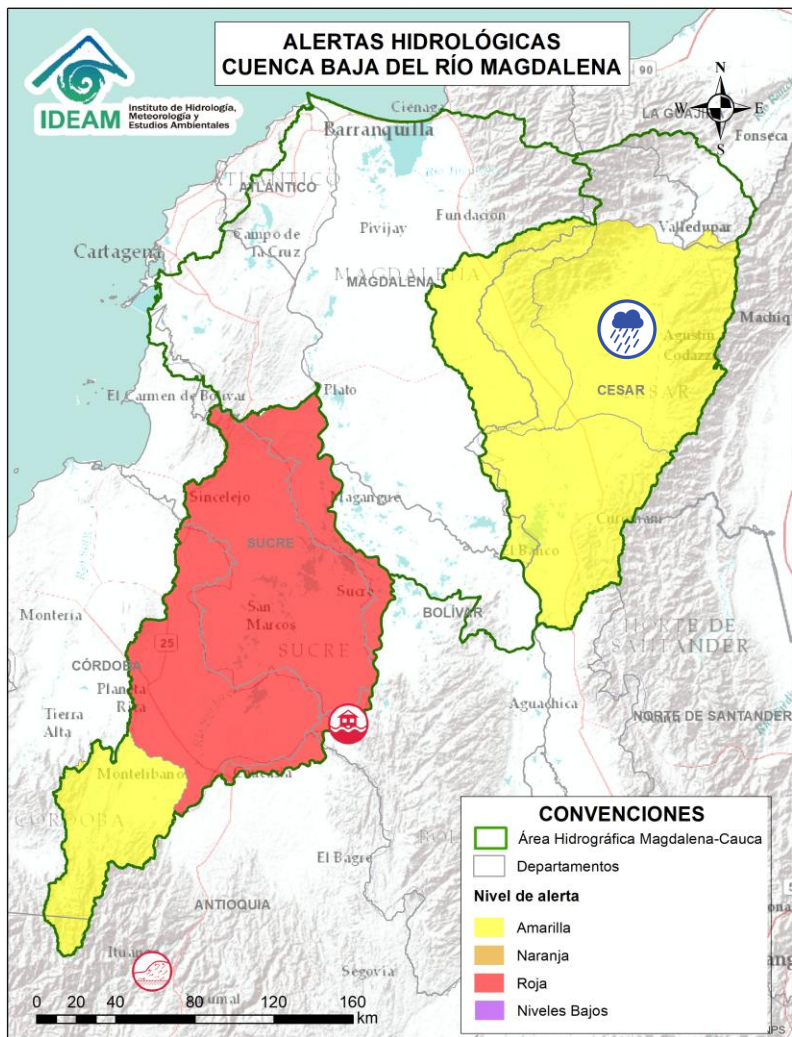 ALERTAS HIDROLÓGICAS
CUENCA BAJA DEL RÍO MAGDALENA
IDEAM
Instituto de Hidrología,
Meteorología y
Estudios Ambientales
N
W E
S
90
LA GUAJIRA
Ciénaga
Fonseca
Barranquilla
ATLÁNTICO
ATLÁNTICO
Fundación
Valledupar
Pivijay
Campo de
la Cruz
Cartagena
MAGDALENA
MAGDALENA
Machiq
Agustín
Codazzi
CESAR
CESAR
Plato
El Carmen de Bolívar
Sincelejo
Magangué
Curumaní
SUCRE
El Banco
Sucre
San
Marcos
BOLÍVAR
Montería
SUCRE
NORTE DE
SANTANDER
25
CÓRDOBA
Planeta
Rica
Tierra
Alta
Aguachica
NORTE DE SANTANDER
Montelíbano
CÓRDOBA
El Bagre
ANTIOQUIA
Ituango
Segovia
0 20 40 80 120 160
km
CONVENCIONES
Área Hidrográfica Magdalena-Cauca
Departamentos
Nivel de alerta
Amarilla
Naranja
Roja
Niveles Bajos